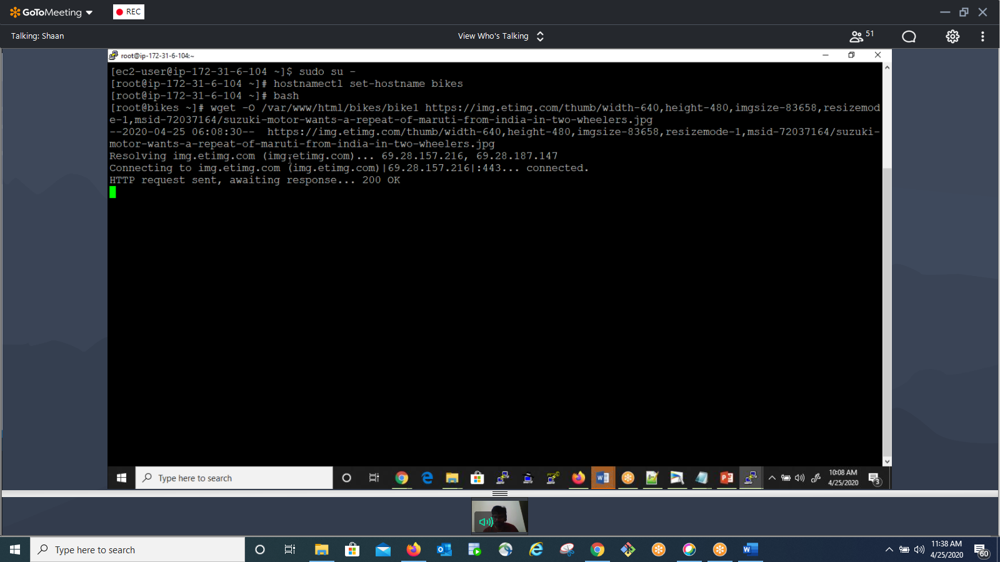 GoToMeeting
REC
Talking: Shaan
View Who's Talking
51
root@ip-172-31-6-104:~
[ec2-user@ip-172-31-6-104 ~]$ sudo su -
[root@ip-172-31-6-104 ~]# hostnamectl set-hostname bikes
[root@ip-172-31-6-104 ~]# bash
[root@bikes ~]# wget -O /var/www/html/bikes/bike1 https://img.etimg.com/thumb/width-640,height-480,imgsize-83658,resizemod
e-1,msid-72037164/suzuki-motor-wants-a-repeat-of-maruti-from-india-in-two-wheelers.jpg
--2020-04-25 06:08:30--  https://img.etimg.com/thumb/width-640,height-480,imgsize-83658,resizemode-1,msid-72037164/suzuki-
motor-wants-a-repeat-of-maruti-from-india-in-two-wheelers.jpg
Resolving img.etimg.com (img.etimg.com)... 69.28.157.216, 69.28.187.147
Connecting to img.etimg.com (img.etimg.com)|69.28.157.216|:443... connected.
HTTP request sent, awaiting response... 200 OK
Type here to search
10:08 AM
4/25/2020
3
Type here to search
11:38 AM
4/25/2020
60